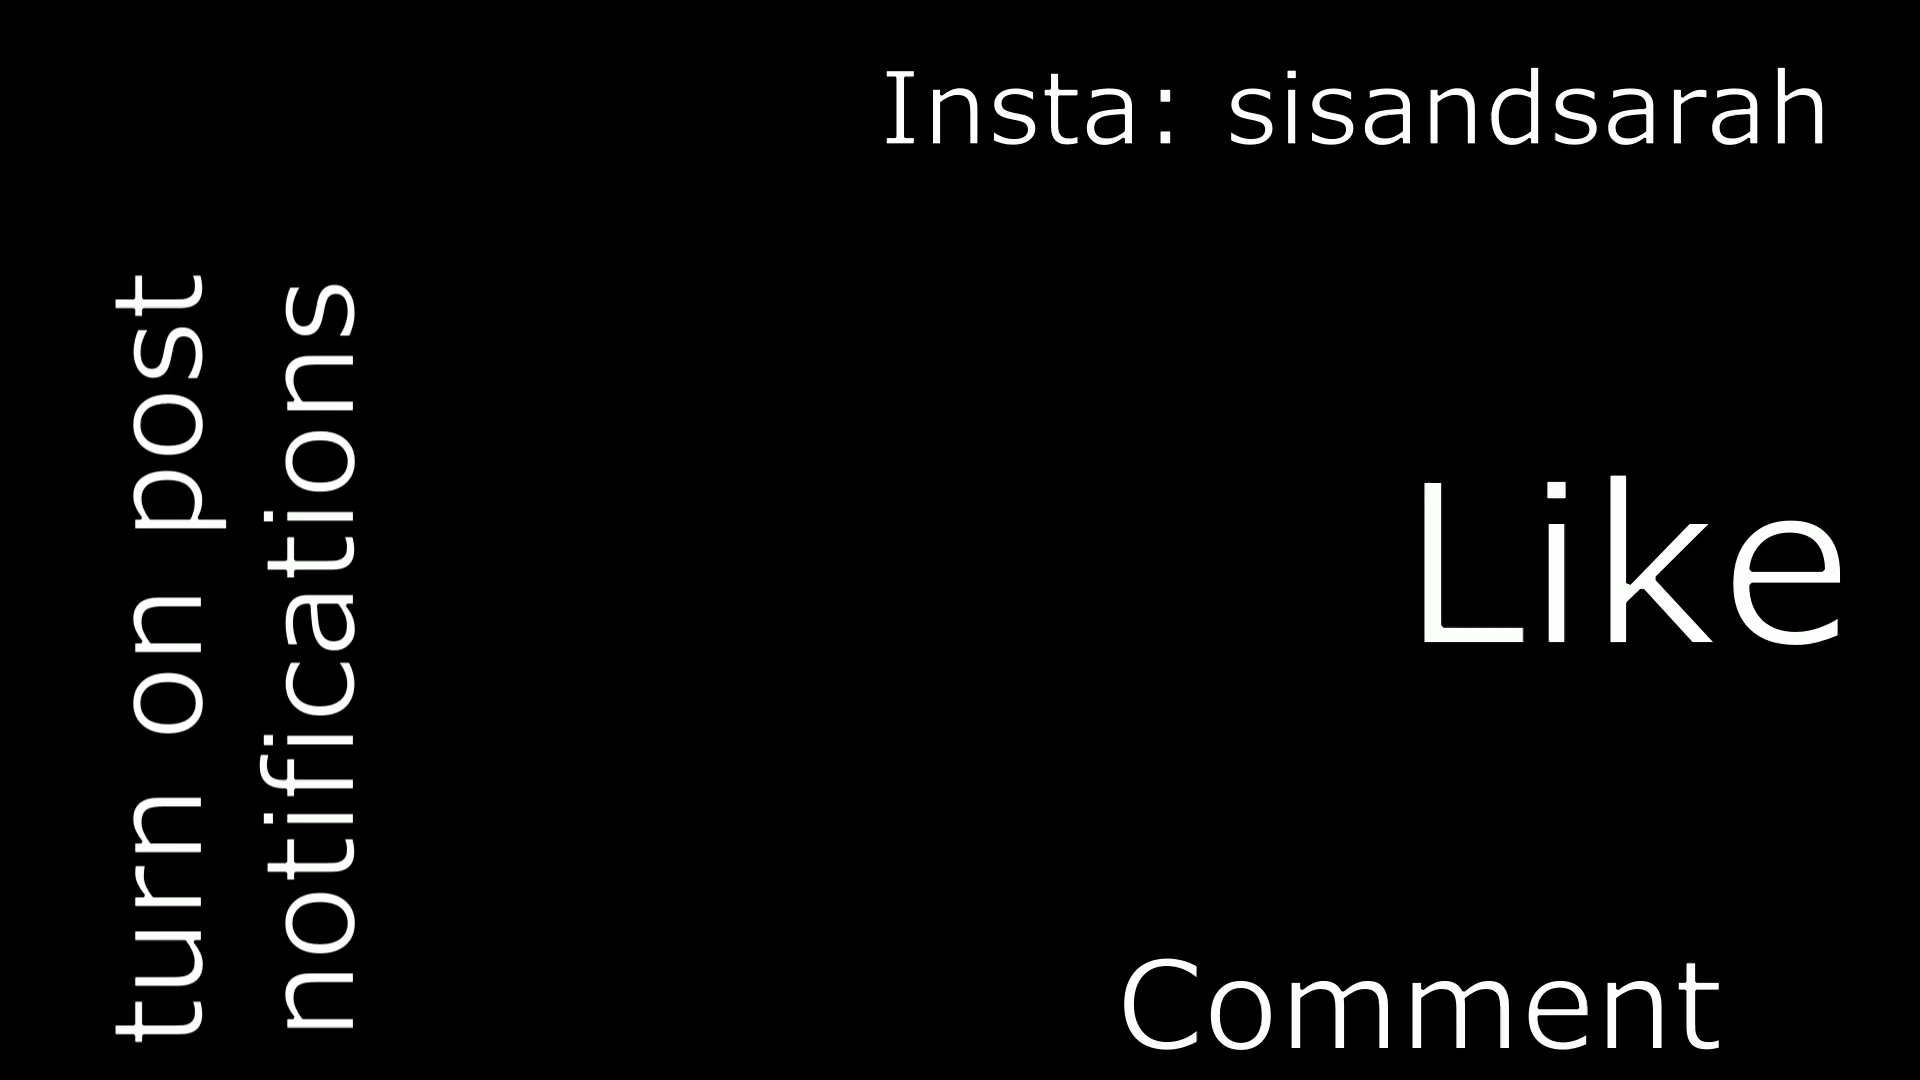 Insta: sisandsarah
turn on post
notifications
Like
Comment